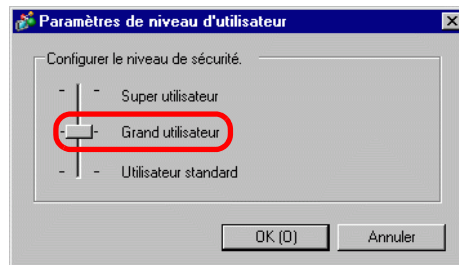 Paramètres de niveau d'utilisateur
Configurer le niveau de sécurité.
Super utilisateur
Grand utilisateur
Utilisateur standard
OK (O) Annuler